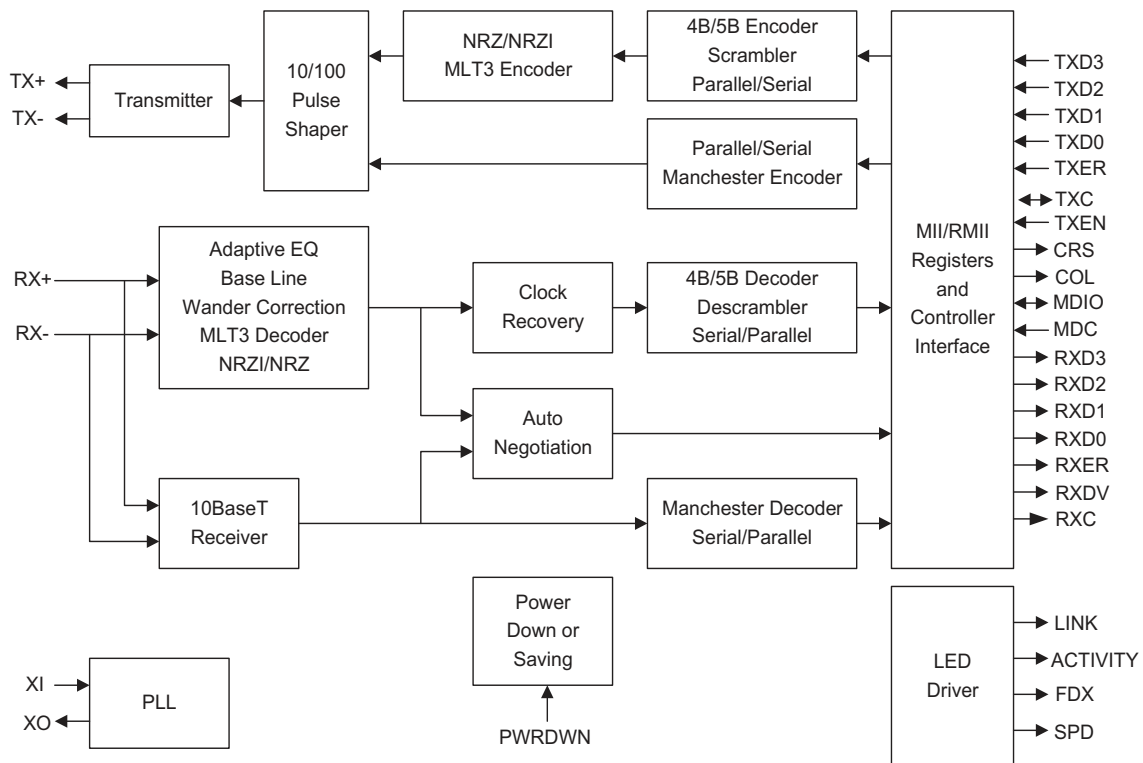 TX+
TX-
Transmitter
10/100
Pulse
Shaper
NRZ/NRZI
MLT3 Encoder
4B/5B Encoder
Scrambler
Parallel/Serial
Parallel/Serial
Manchester Encoder
RX+
RX-
Adaptive EQ
Base Line
Wander Correction
MLT3 Decoder
NRZI/NRZ
Clock
Recovery
4B/5B Decoder
Descrambler
Serial/Parallel
Auto
Negotiation
10BaseT
Receiver
Manchester Decoder
Serial/Parallel
MII/RMII
Registers
and
Controller
Interface
TXD3
TXD2
TXD1
TXD0
TXER
TXC
TXEN
CRS
COL
MDIO
MDC
RXD3
RXD2
RXD1
RXD0
RXER
RXDV
RXC
Power
Down or
Saving
PWRDWN
XI
XO
PLL
LED
Driver
LINK
ACTIVITY
FDX
SPD